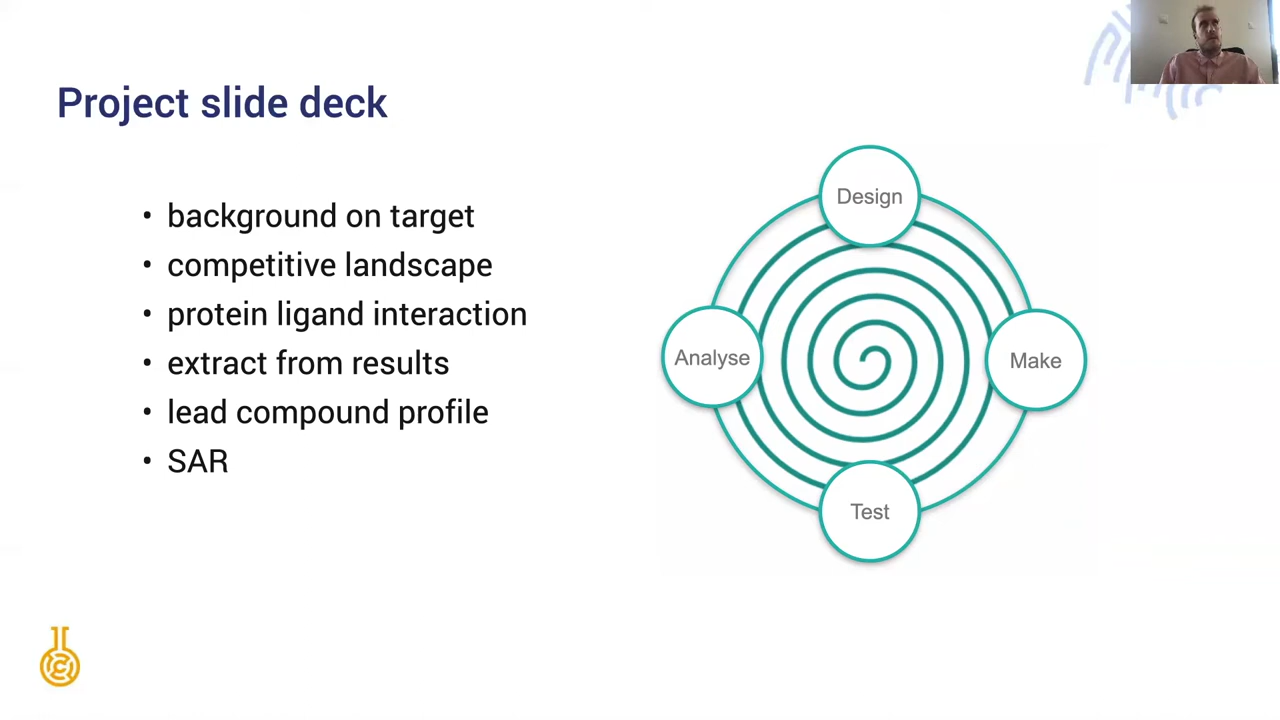 Project slide deck
• background on target
• competitive landscape
• protein ligand interaction
• extract from results
• lead compound profile
• SAR
Design
Analyse
Make
Test